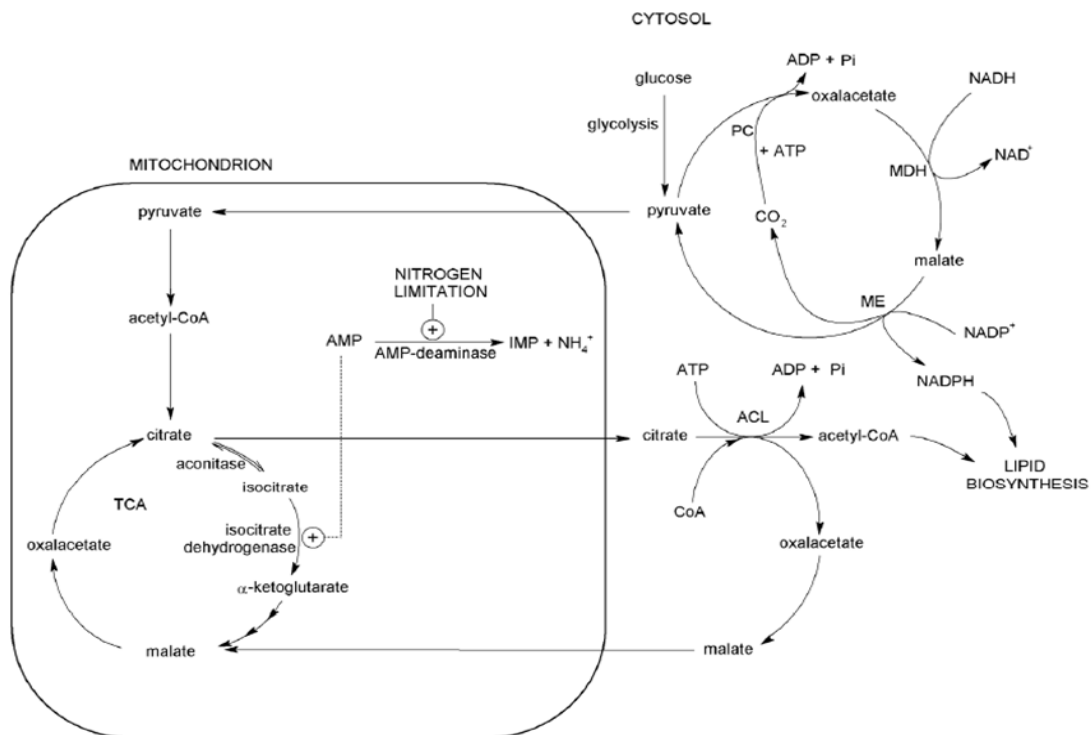 CYTOSOL
ADP + Pi
glucose
NADH
oxalacetate
glycolysis
PC
+ ATP
MITOCHONDRION
MDH
NAD⁺
pyruvate
pyruvate
CO₂
malate
NITROGEN
LIMITATION
ME
acetyl-CoA
+
AMP
IMP + NH₄⁺
NADP⁺
AMP-deaminase
ATP
ADP + Pi
NADPH
ACL
citrate
citrate
acetyl-CoA
aconitase
LIPID
BIOSYNTHESIS
isocitrate
TCA
CoA
isocitrate
dehydrogenase
+
oxalacetate
oxalacetate
α-ketoglutarate
malate
malate